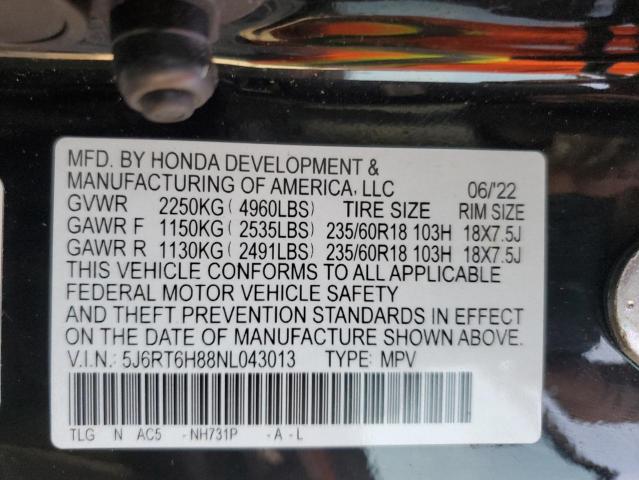 MFD. BY HONDA DEVELOPMENT &
MANUFACTURING OF AMERICA, LLC 06/'22
GVWR 2250KG ( 4960LBS) TIRE SIZE RIM SIZE
GAWR F 1150KG ( 2535LBS) 235/60R18 103H 18X7.5J
GAWR R 1130KG ( 2491LBS) 235/60R18 103H 18X7.5J
THIS VEHICLE CONFORMS TO ALL APPLICABLE
FEDERAL MOTOR VEHICLE SAFETY
AND THEFT PREVENTION STANDARDS IN EFFECT
ON THE DATE OF MANUFACTURE SHOWN ABOVE.
V.I.N.: 5J6RT6H88NL043013 TYPE: MPV
TLG N AC5 -NH731P -A-L